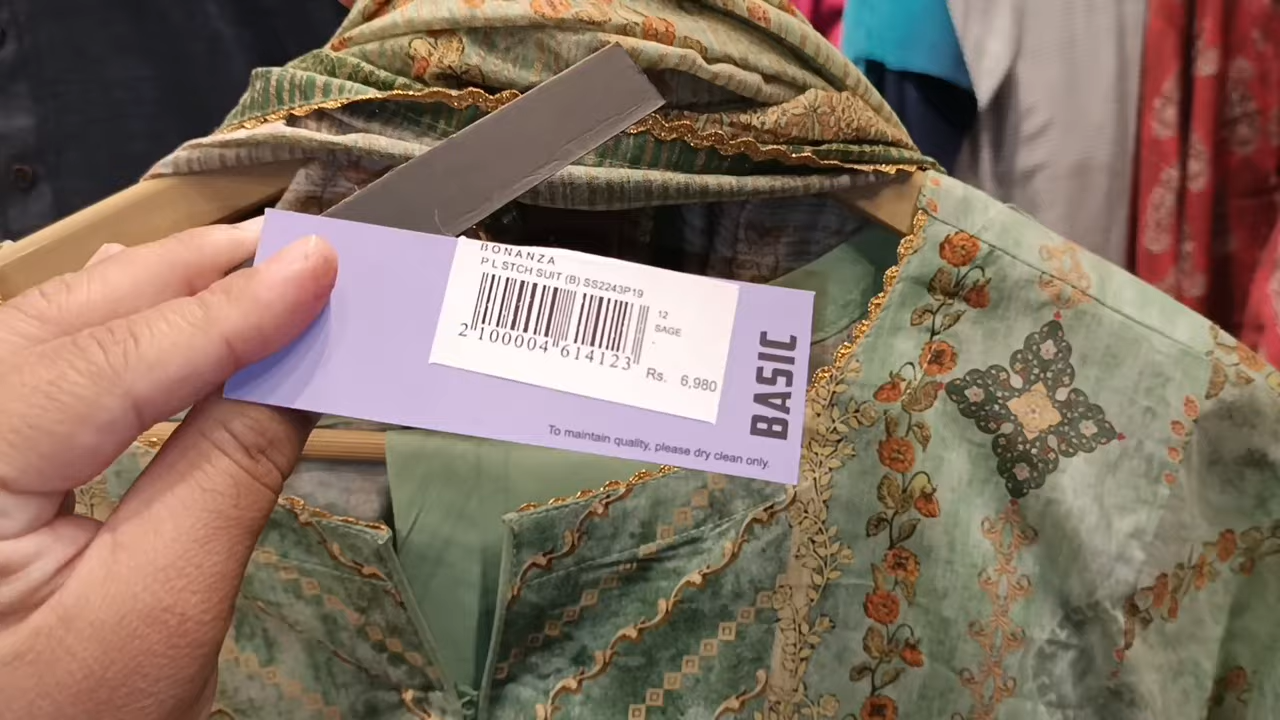 BONANZA
P L STCH SUIT (B) SS2243P19
12
SAGE
2 100004 614123
Rs. 6,980
BASIC
To maintain quality, please dry clean only.